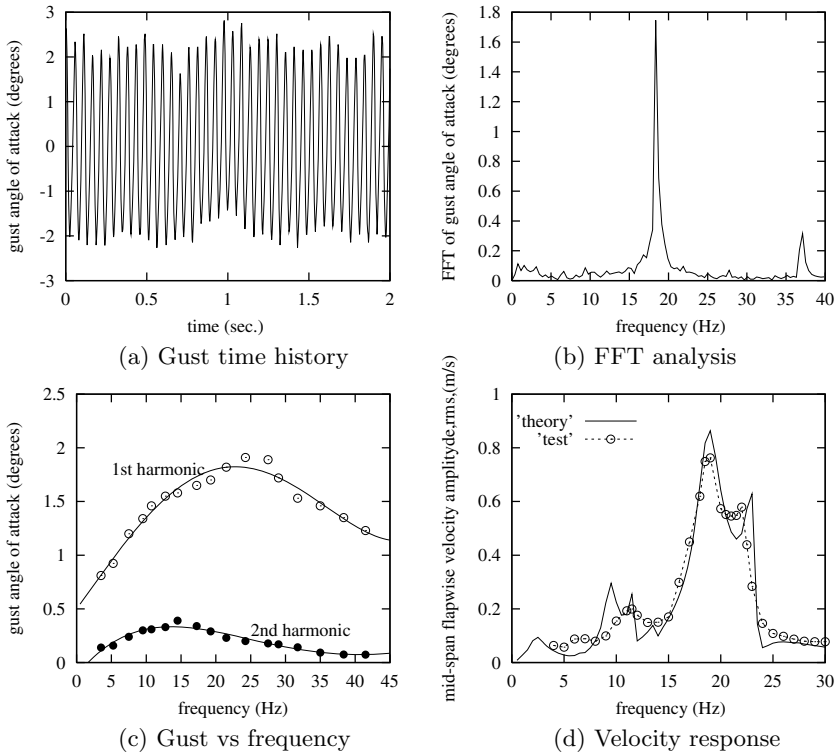 gust angle of attack (degrees)
3
2
1
0
-1
-2
-3
0 0.5 1 1.5 2
time (sec.)
(a) Gust time history
FFT of gust angle of attack (degrees)
1.8
1.6
1.4
1.2
1
0.8
0.6
0.4
0.2
0
0 5 10 15 20 25 30 35 40
frequency (Hz)
(b) FFT analysis
gust angle of attack (degrees)
2.5
2
1.5
1
0.5
0
1st harmonic
2nd harmonic
0 5 10 15 20 25 30 35 40 45
frequency (Hz)
(c) Gust vs frequency
mid-span flapwise velocity amplityde,rms,(m/s)
1
0.8
0.6
0.4
0.2
0
'theory'
'test'
0 5 10 15 20 25 30
frequency (Hz)
(d) Velocity response